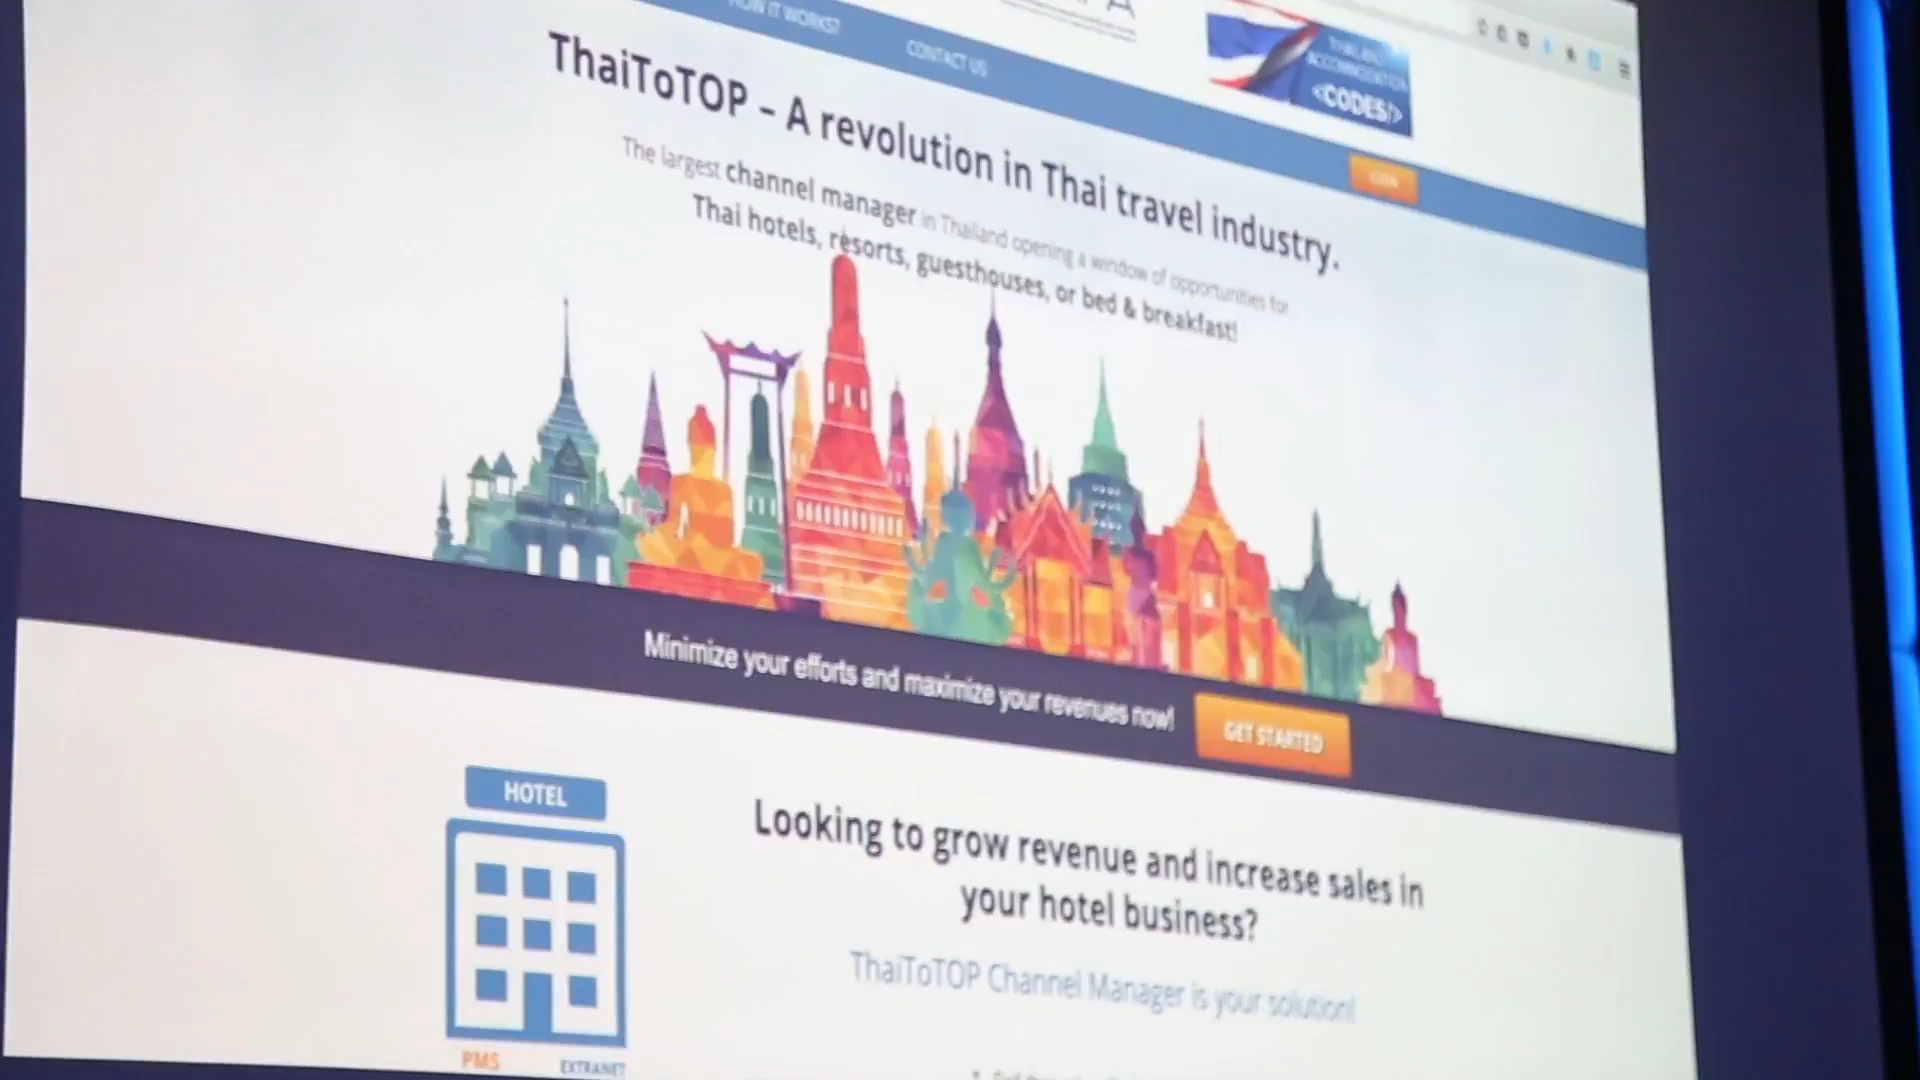 HOW IT WORKS?
CONTACT US
THAILAND
ACCOMMODATION
<CODES/>
LOGIN
ThaiToTOP – A revolution in Thai travel industry.
The largest channel manager in Thailand opening a window of opportunities for
Thai hotels, resorts, guesthouses, or bed & breakfast!
Minimize your efforts and maximize your revenues now!
GET STARTED
HOTEL
Looking to grow revenue and increase sales in
your hotel business?
ThaiToTOP Channel Manager is your solution!
PMS
EXTRANET